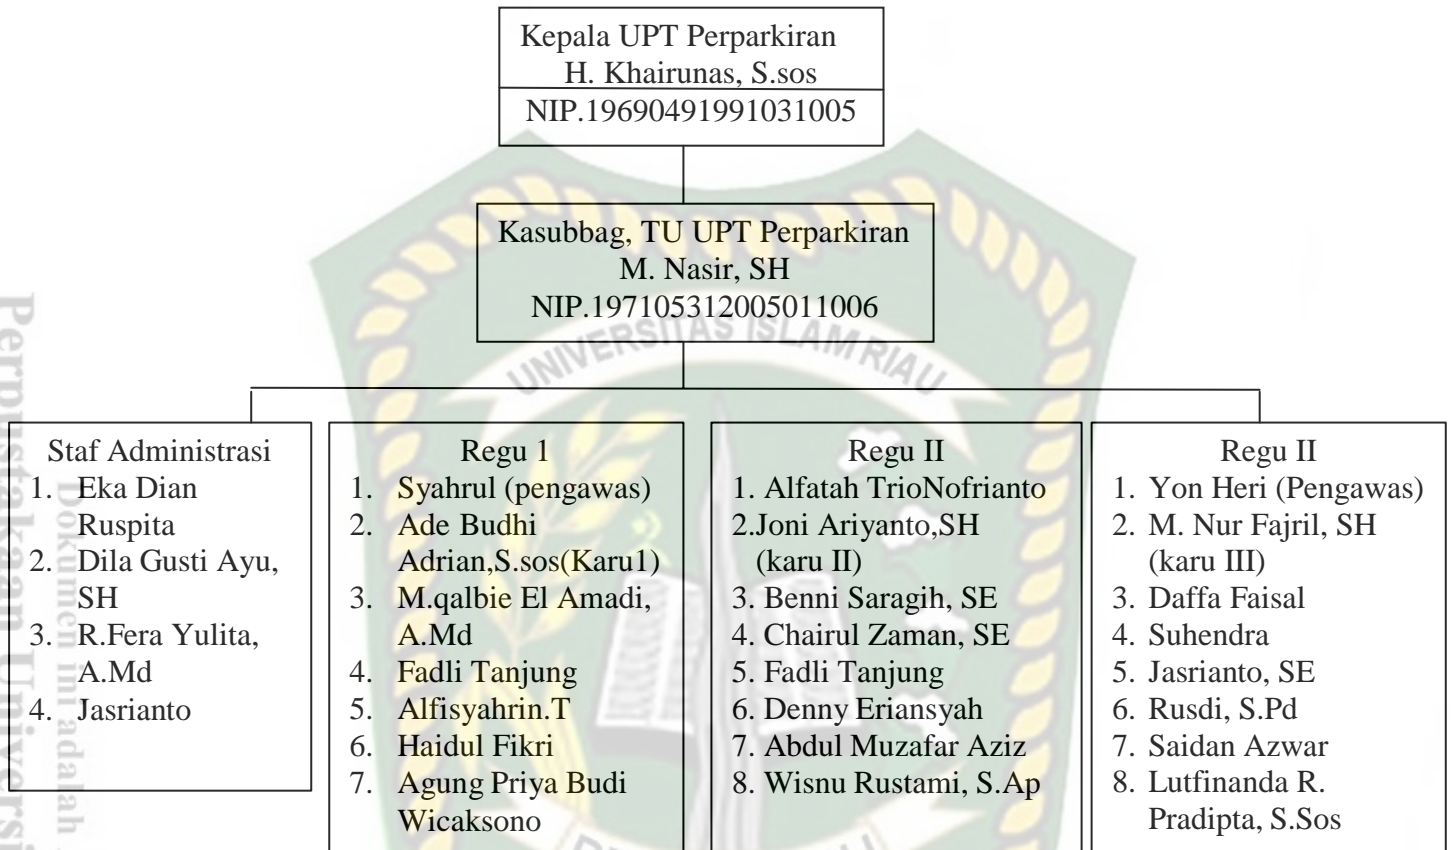 Kepala UPT Perparkiran
H. Khairunas, S.sos
NIP.19690491991031005
Kasubbag, TU UPT Perparkiran
M. Nasir, SH
NIP.197105312005011006
UNIVERSITAS ISLAM RIAU
Staf Administrasi
1. Eka Dian
Ruspita
2. Dila Gusti Ayu,
SH
3. R.Fera Yulita,
A.Md
4. Jasrianto
Regu 1
1. Syahrul (pengawas)
2. Ade Budhi
Adrian,S.sos(Karu1)
3. M.qalbie El Amadi,
A.Md
4. Fadli Tanjung
5. Alfisyahrin.T
6. Haidul Fikri
7. Agung Priya Budi
Wicaksono
Regu II
1. Alfatah TrioNofrianto
2.Joni Ariyanto,SH
(karu II)
3. Benni Saragih, SE
4. Chairul Zaman, SE
5. Fadli Tanjung
6. Denny Eriansyah
7. Abdul Muzafar Aziz
8. Wisnu Rustami, S.Ap
Regu II
1. Yon Heri (Pengawas)
2. M. Nur Fajril, SH
(karu III)
3. Daffa Faisal
4. Suhendra
5. Jasrianto, SE
6. Rusdi, S.Pd
7. Saidan Azwar
8. Lutfinanda R.
Pradipta, S.Sos
Perpustakaan Universi
Dokumen ini adalah